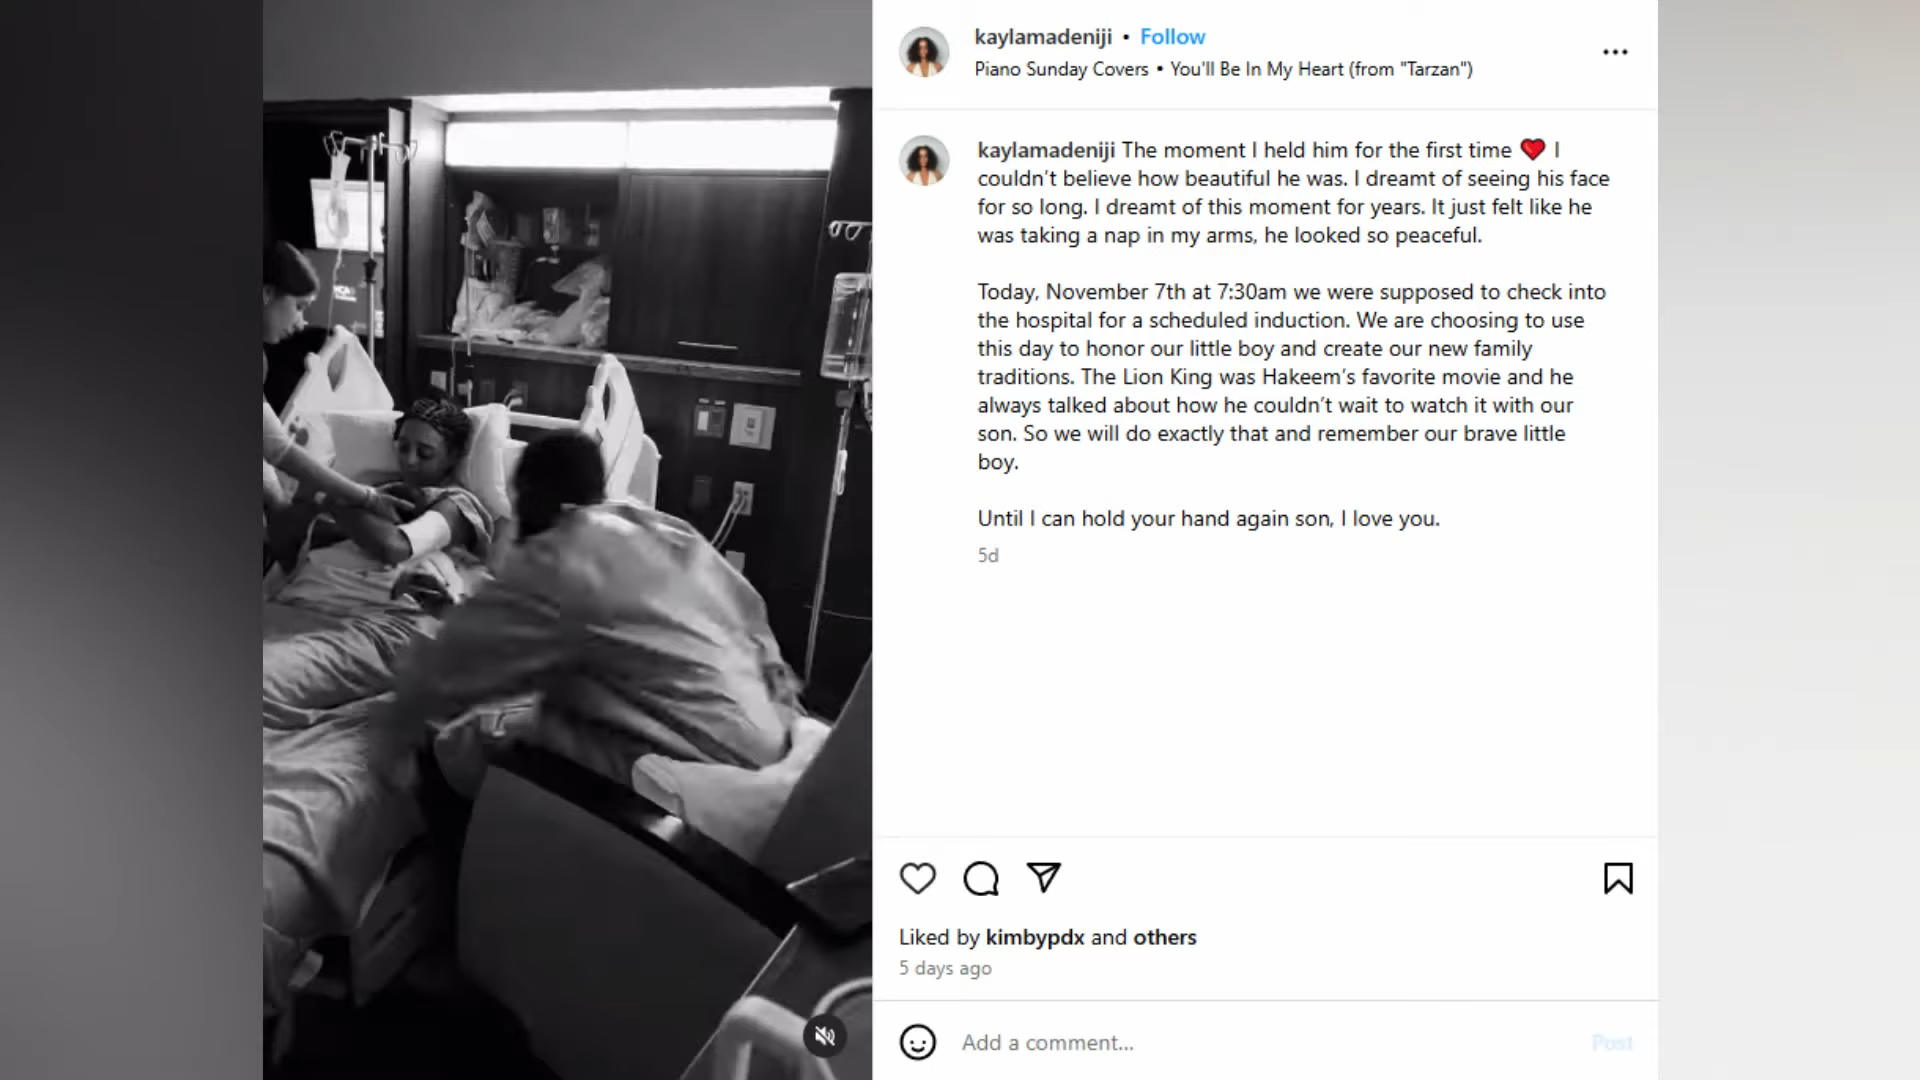 kaylamadeniji • Follow
Piano Sunday Covers • You'll Be In My Heart (from "Tarzan")
kaylamadeniji The moment I held him for the first time ❤️ I
couldn't believe how beautiful he was. I dreamt of seeing his face
for so long. I dreamt of this moment for years. It just felt like he
was taking a nap in my arms, he looked so peaceful.
Today, November 7th at 7:30am we were supposed to check into
the hospital for a scheduled induction. We are choosing to use
this day to honor our little boy and create our new family
traditions. The Lion King was Hakeem's favorite movie and he
always talked about how he couldn't wait to watch it with our
son. So we will do exactly that and remember our brave little
boy.
Until I can hold your hand again son, I love you.
5d
Liked by kimbypdx and others
5 days ago
Add a comment...
Post